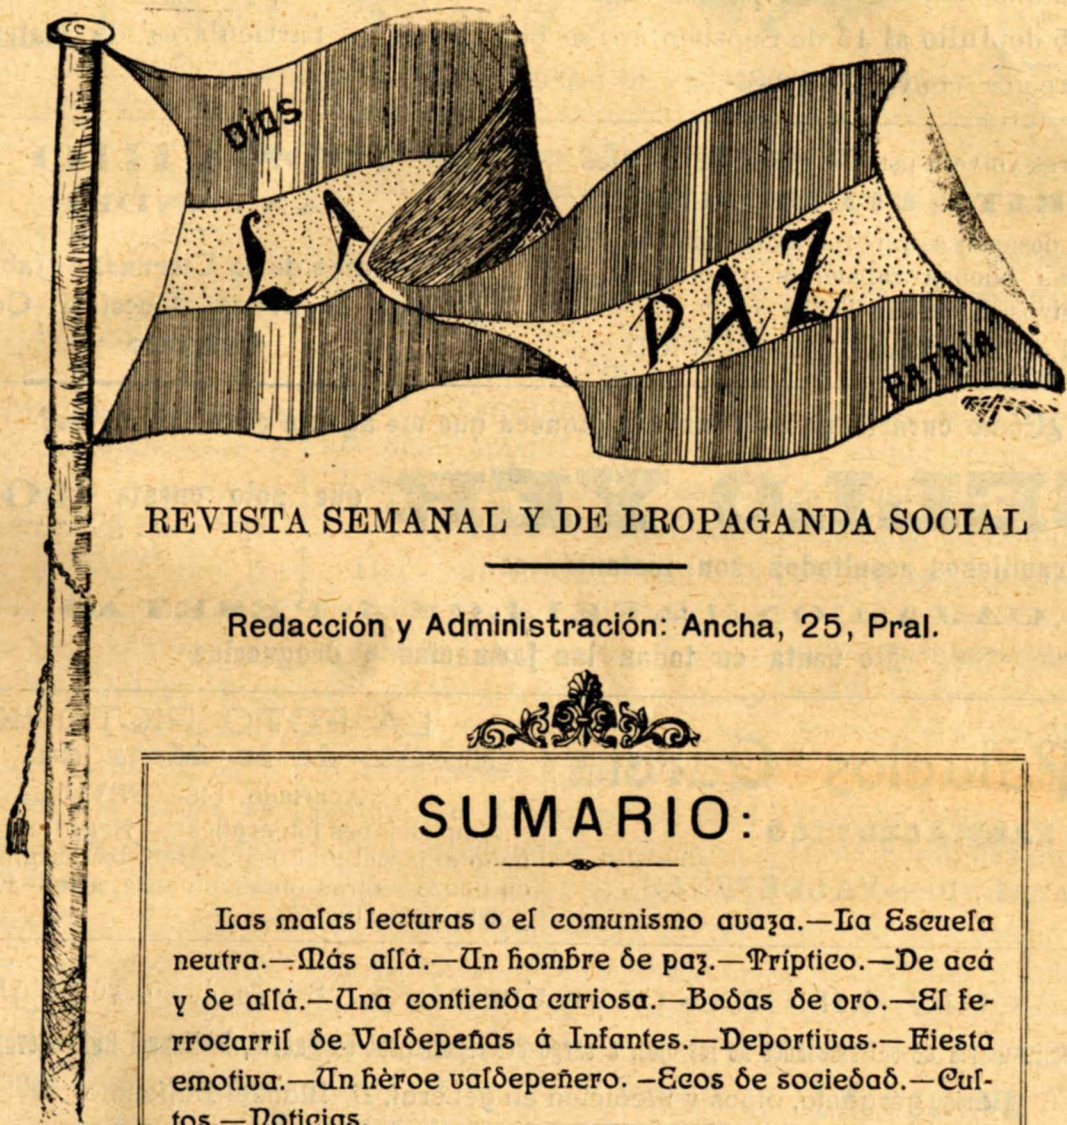 DIOS
LA PAZ
PATRIA
REVISTA SEMANAL Y DE PROPAGANDA SOCIAL
Redacción y Administración: Ancha, 25, Pral.
SUMARIO:
Las malas lecturas o el comunismo avaza.—La Escuela
neutra.—Más allá.—Un hombre de paz.—Tríptico.—De acá
y de allá.—Una contienda curiosa.—Bodas de oro.—El fe-
rrocarril de Valdepeñas á Infantes.—Deportivas.—Fiesta
emotiva.—Un hèroe valdepeñero. —Ecos de sociedad.—Cul-
tos.—Noticias.